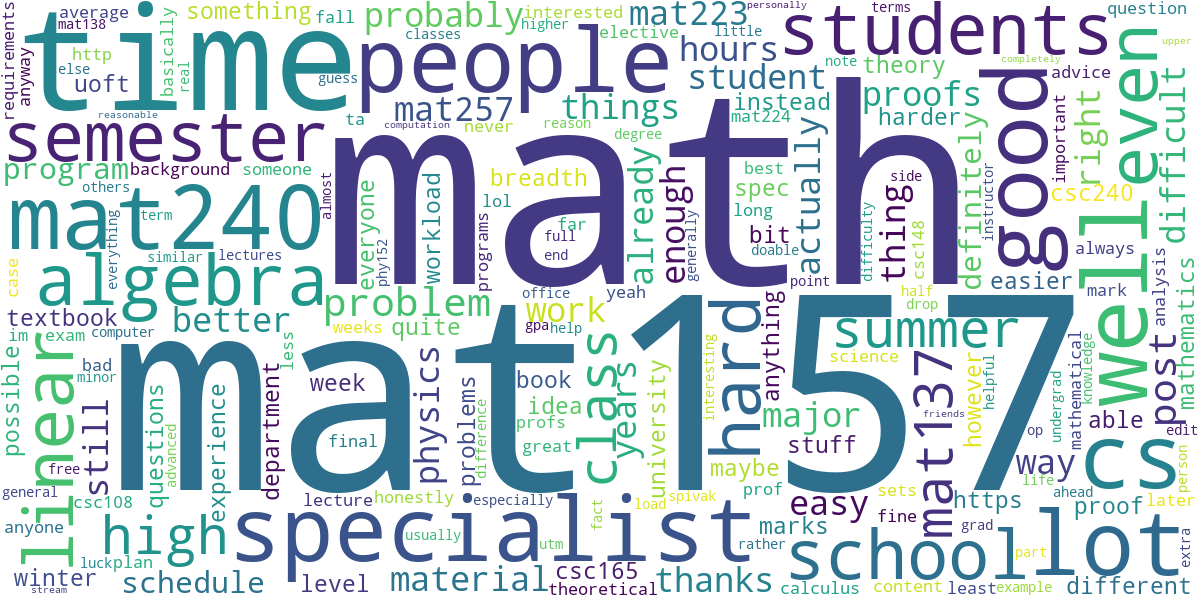 requirements
average
mat138
else
anyway
uoft
http
time
basically
real
something
fall
guess
people
probably
classes
higher
interested
elective
mat223
little
hours
personally
students
note
terms
theory
question
completely
upper
advice
semester
reasonable
mat257
ta
computation
never
things
reason
degree
student
instead
mat224
actually
proofs
harder
good
important
right
even
well
difficult
program
background
someone
others
term
almost
everyone
phy152
workload
programs
breadth
lol
far
full
end
already
enough
generally
best
spec
long
bit
doable
side
thing
difficulty
csc148
definitely
instructor
csc240
always
mat240
everything
similar
lectures
math
case
algebra
problem
office
yeah
point
easier
mark
analysis
mathematics
textbook
im
exam
computer
better
less
weeks
quite
work
gpa
help
hard
anything
summer
half
drop
science
mat137
however
helpful
undergrad
mathematical
knowledge
possible
linear
bad
minor
still
mat157
week
physics
problems
book
idea
profs
great
difference
class
years
university
interesting
major
stuff
maybe
prof
friends
op
life
able
post
edit
cs
free
general
csc108
anyone
advanced
questions
experience
department
final
lecture
honestly
especially
fact
load
spivak
easy
sets
fine
marks
way
https
ahead
proof
later
person
high
specialist
usually
utm
rather
school
grad
part
lot
extra
winter
stream
luck
plan
schedule
level
material
csc165
theoretical
thanks
calculus
content
least
example
different